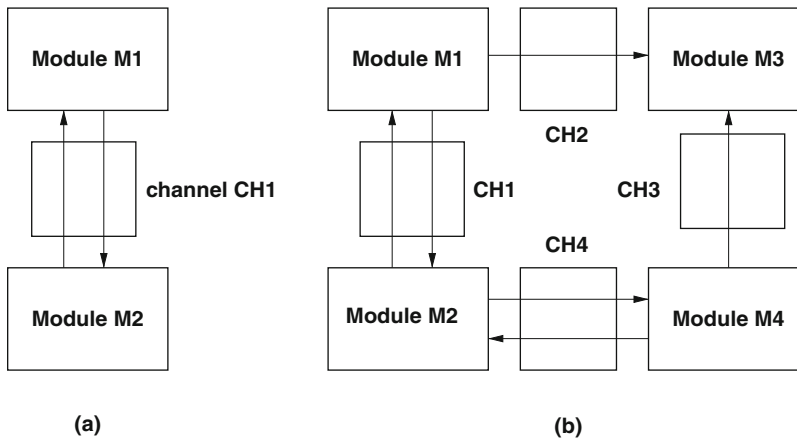 Module M1
channel CH1
Module M2
(a)
Module M1
Module M3
CH2
CH1
CH3
CH4
Module M2
Module M4
(b)